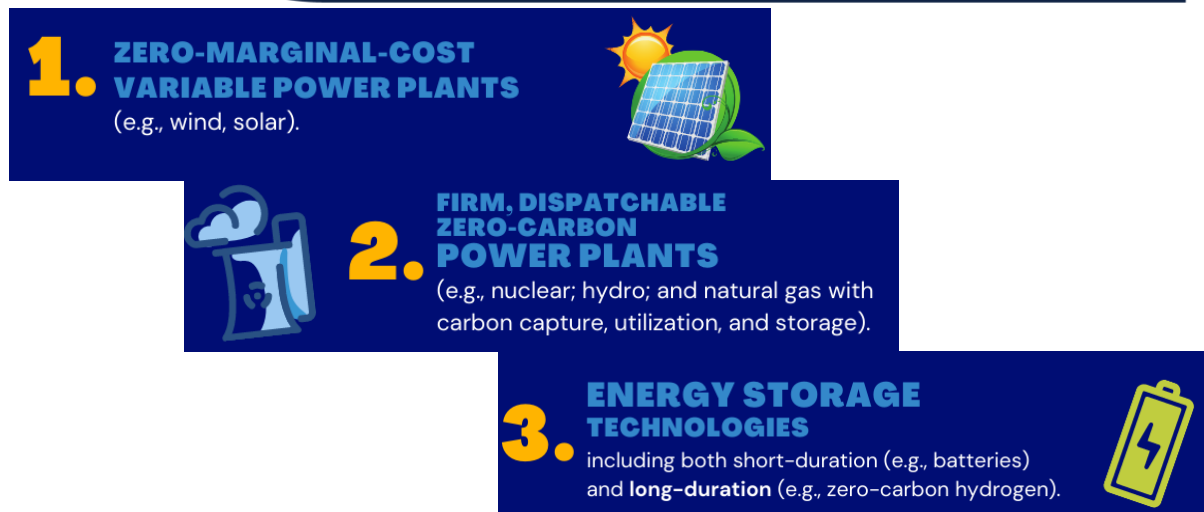 1.
ZERO-MARGINAL-COST
VARIABLE POWER PLANTS
(e.g., wind, solar).
2.
FIRM, DISPATCHABLE
ZERO-CARBON
POWER PLANTS
(e.g., nuclear; hydro; and natural gas with
carbon capture, utilization, and storage).
3.
ENERGY STORAGE
TECHNOLOGIES
including both short-duration (e.g., batteries)
and long-duration (e.g., zero-carbon hydrogen).